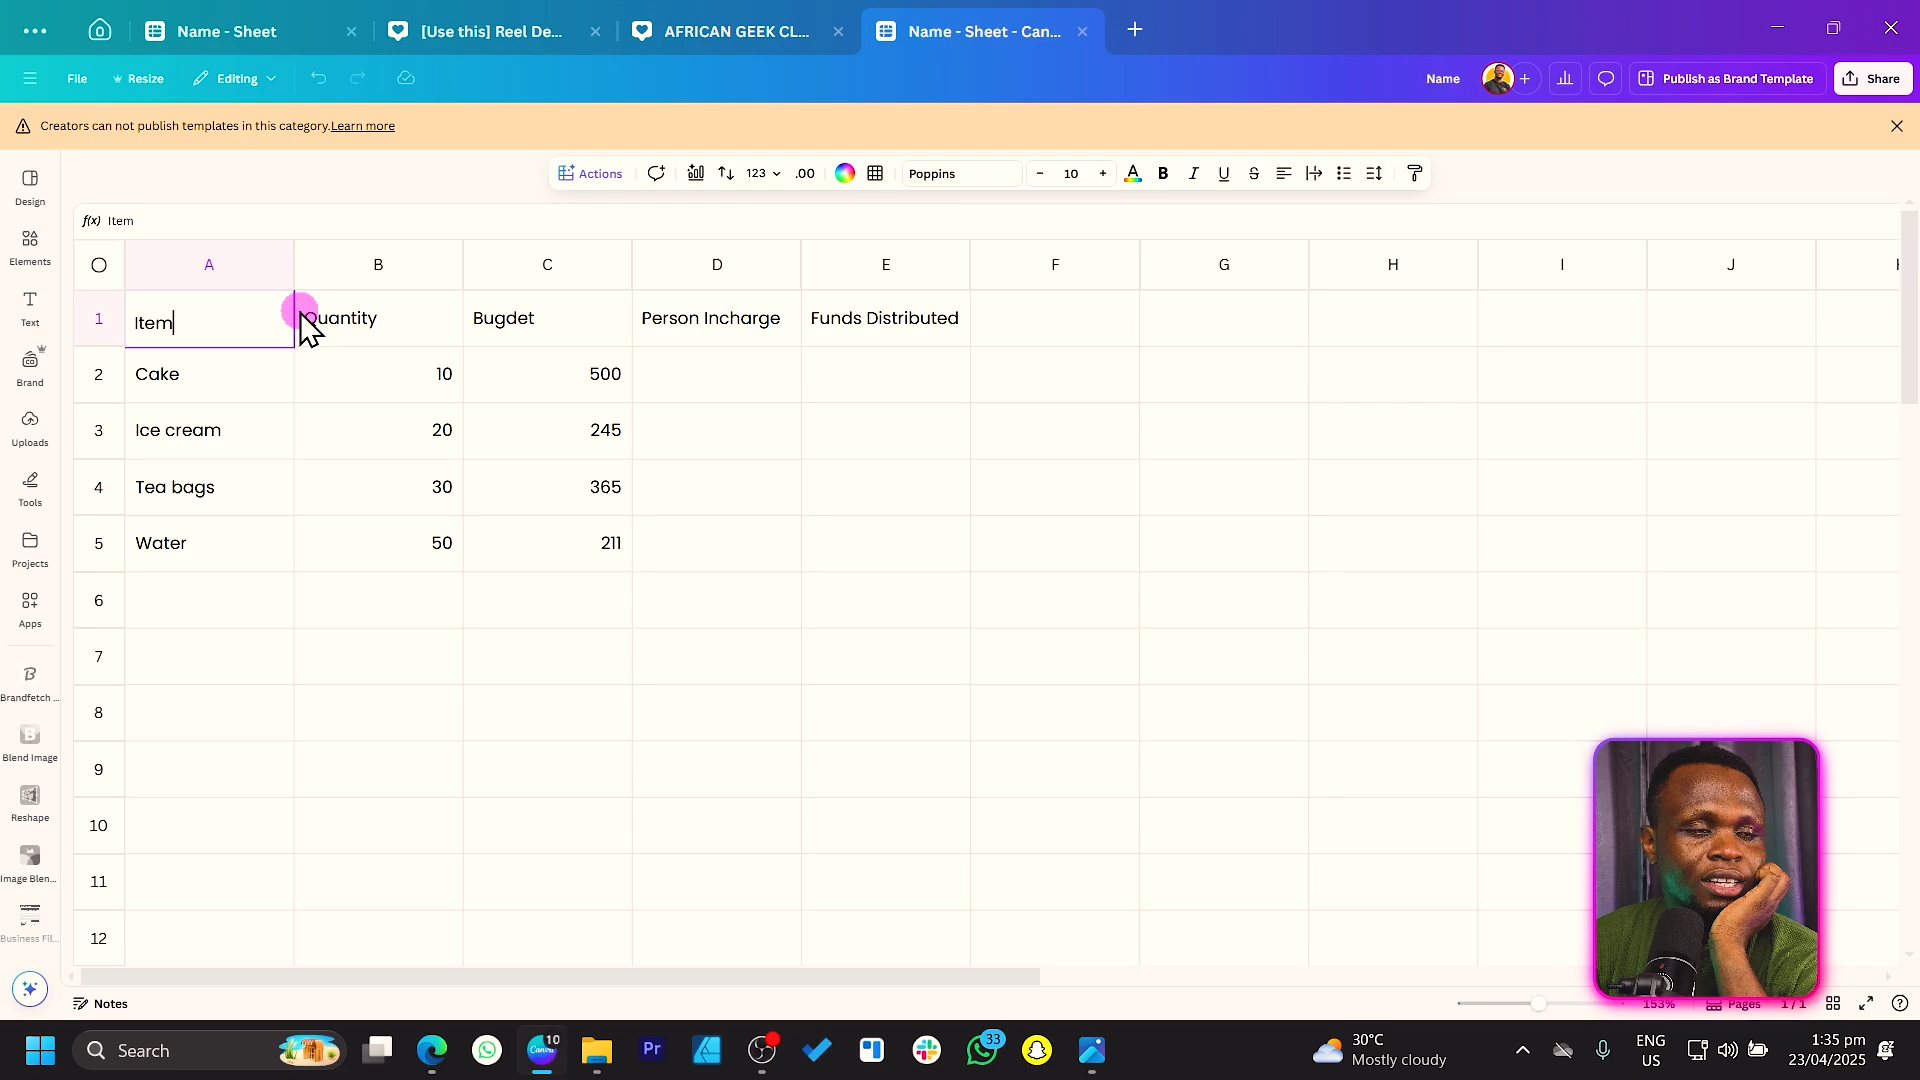 Name - Sheet
[Use this] Reel De...
AFRICAN GEEK CL...
Name - Sheet - Can...
File
Resize
Editing
Name
Publish as Brand Template
Share
Creators can not publish templates in this category.Learn more
Actions
123
.00
Poppins
- 10 +
A
B
I
U
S
f(x) Item
A B C D E F G H I J
1 Item Quantity Bugdet Person Incharge Funds Distributed
2 Cake 10 500
3 Ice cream 20 245
4 Tea bags 30 365
5 Water 50 211
6
7
8
9
10
11
12
Design
Elements
Text
Brand
Uploads
Tools
Projects
Apps
Brandfetch ...
Blend Image
Reshape
Image Blen...
Business Fil...
Notes
153%
Pages
1 / 1
Search
Canva
10
Pr
33
30°C
Mostly cloudy
ENG
US
1:35 pm
23/04/2025